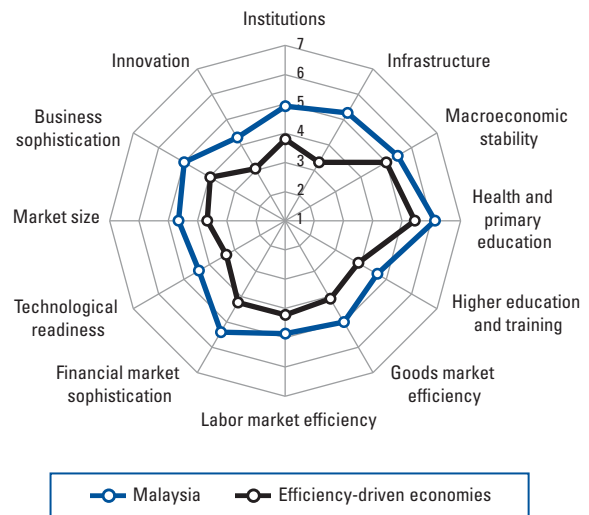 Institutions
7
6
5
4
3
2
1
Infrastructure
Macroeconomic
stability
Health and
primary
education
Higher education
and training
Goods market
efficiency
Labor market efficiency
Financial market
sophistication
Technological
readiness
Market size
Business
sophistication
Innovation
Malaysia
Efficiency-driven economies